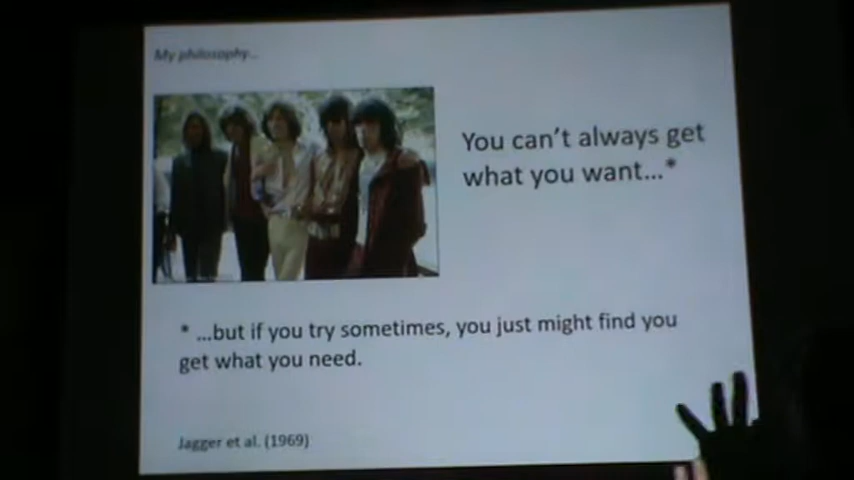 My philosophy...
You can't always get
what you want...*
* ...but if you try sometimes, you just might find you
get what you need.
Jagger et al. (1969)